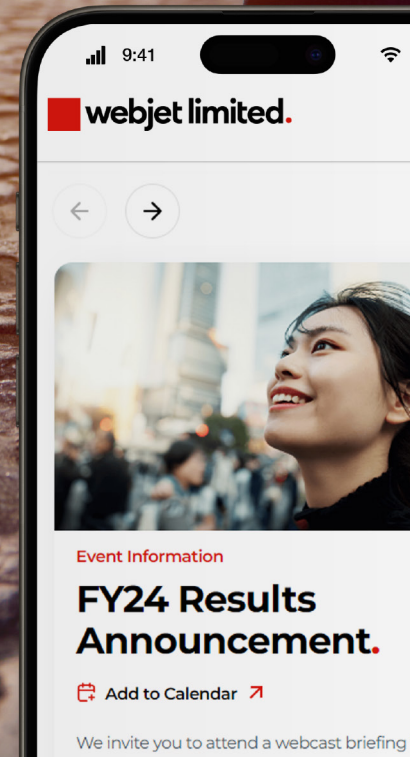 9:41
webjet limited.
Event Information
FY24 Results
Announcement.
Add to Calendar
We invite you to attend a webcast briefing